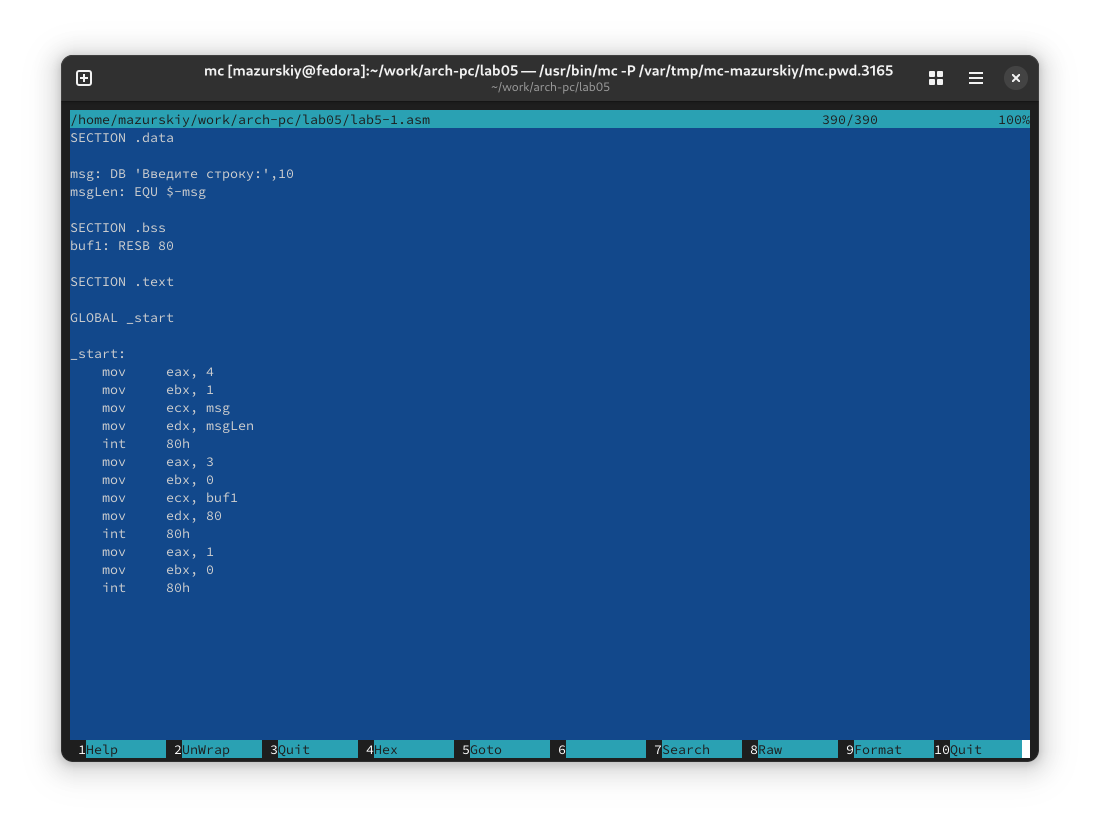 mc [mazurskiy@fedora]:~/work/arch-pc/lab05 — /usr/bin/mc -P /var/tmp/mc-mazurskiy/mc.pwd.3165
~/work/arch-pc/lab05
/home/mazurskiy/work/arch-pc/lab05/lab5-1.asm 390/390 100%
SECTION .data
msg: DB 'Введите строку:',10
msgLen: EQU $-msg
SECTION .bss
buf1: RESB 80
SECTION .text
GLOBAL _start
_start:
mov eax, 4
mov ebx, 1
mov ecx, msg
mov edx, msgLen
int 80h
mov eax, 3
mov ebx, 0
mov ecx, buf1
mov edx, 80
int 80h
mov eax, 1
mov ebx, 0
int 80h
1Help 2UnWrap 3Quit 4Hex 5Goto 6 7Search 8Raw 9Format 10Quit